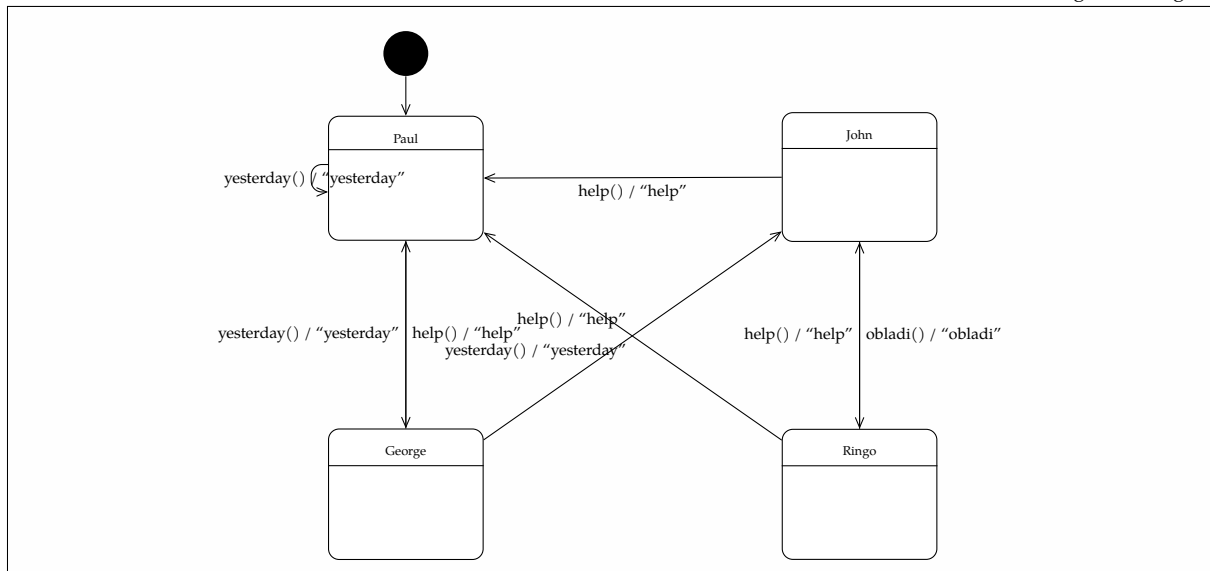 Paul
John
yesterday() / “yesterday”
help() / “help”
help() / “help”
yesterday() / “yesterday”
help() / “help”
help() / “help”
obladi() / “obladi”
yesterday() / “yesterday”
George
Ringo